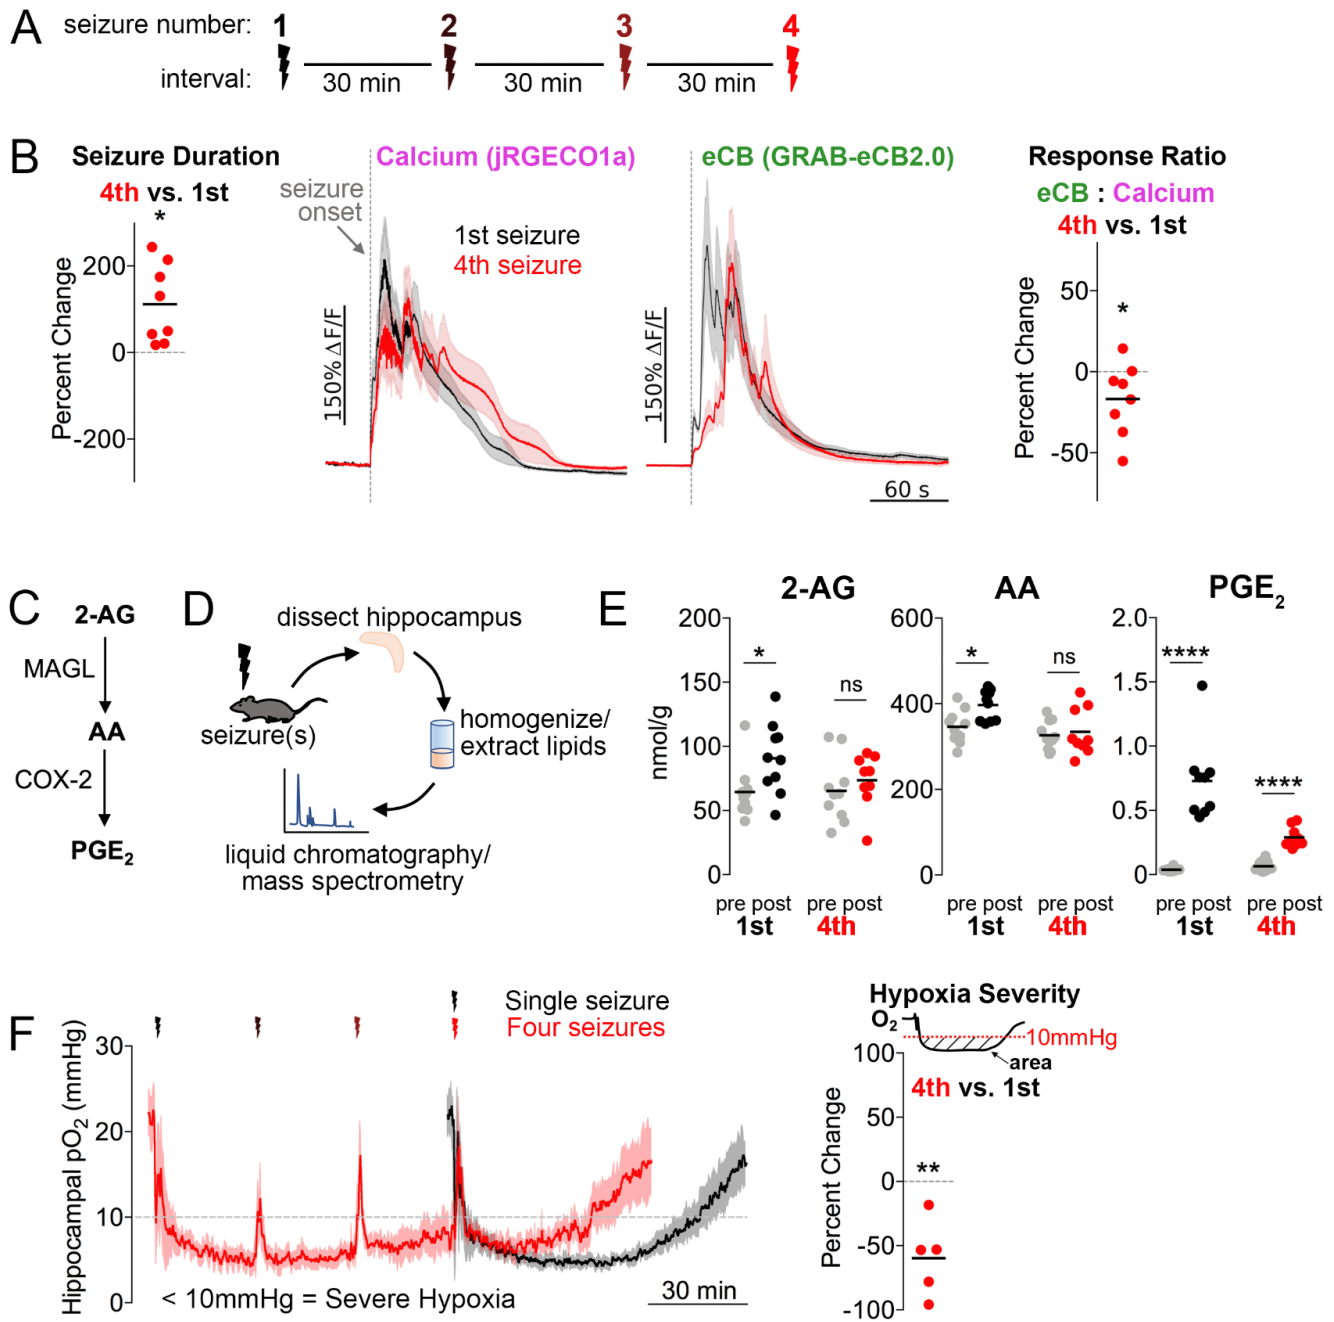 A
seizure number: 1 2 3 4
interval: 30 min 30 min 30 min
B
Seizure Duration
4th vs. 1st
*
Percent Change
200
0
-200
Calcium (jRGECO1a)
seizure
onset
1st seizure
4th seizure
150% ΔF/F
eCB (GRAB-eCB2.0)
150% ΔF/F
60 s
Response Ratio
eCB : Calcium
4th vs. 1st
*
Percent Change
50
0
-50
C
2-AG
MAGL
AA
COX-2
PGE2
D
dissect hippocampus
seizure(s)
homogenize/
extract lipids
liquid chromatography/
mass spectrometry
E
2-AG
nmol/g
200
150
100
50
0
*
ns
pre post pre post
1st 4th
AA
600
400
200
0
*
ns
pre post pre post
1st 4th
PGE2
2.0
1.5
1.0
0.5
0
****
****
pre post pre post
1st 4th
F
Single seizure
Four seizures
Hippocampal pO2 (mmHg)
30
20
10
0
< 10mmHg = Severe Hypoxia
30 min
Hypoxia Severity
O2
10mmHg
area
4th vs. 1st
**
Percent Change
100
50
0
-50
-100